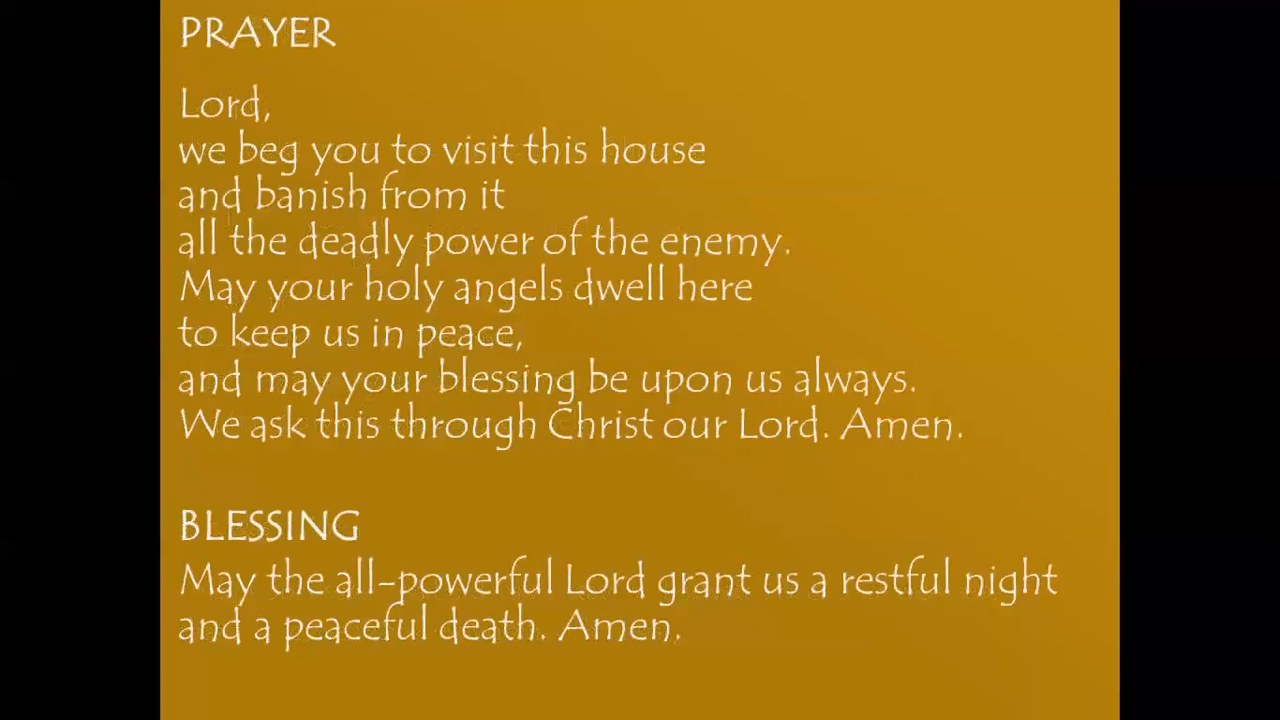 PRAYER
Lord,
we beg you to visit this house
and banish from it
all the deadly power of the enemy.
May your holy angels dwell here
to keep us in peace,
and may your blessing be upon us always.
We ask this through Christ our Lord. Amen.
BLESSING
May the all-powerful Lord grant us a restful night
and a peaceful death. Amen.